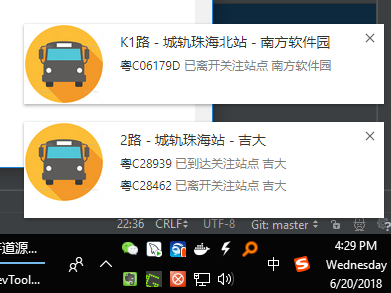 K1路 - 城轨珠海北站 - 南方软件园
粤C06179D 已离开关注站点 南方软件园
2路 - 城轨珠海站 - 吉大
粤C28939 已到达关注站点 吉大
粤C28462 已离开关注站点 吉大
22:36 CRLF UTF-8 Git: master
道源...
evTool...
中
4:29 PM
Wednesday
6/20/2018